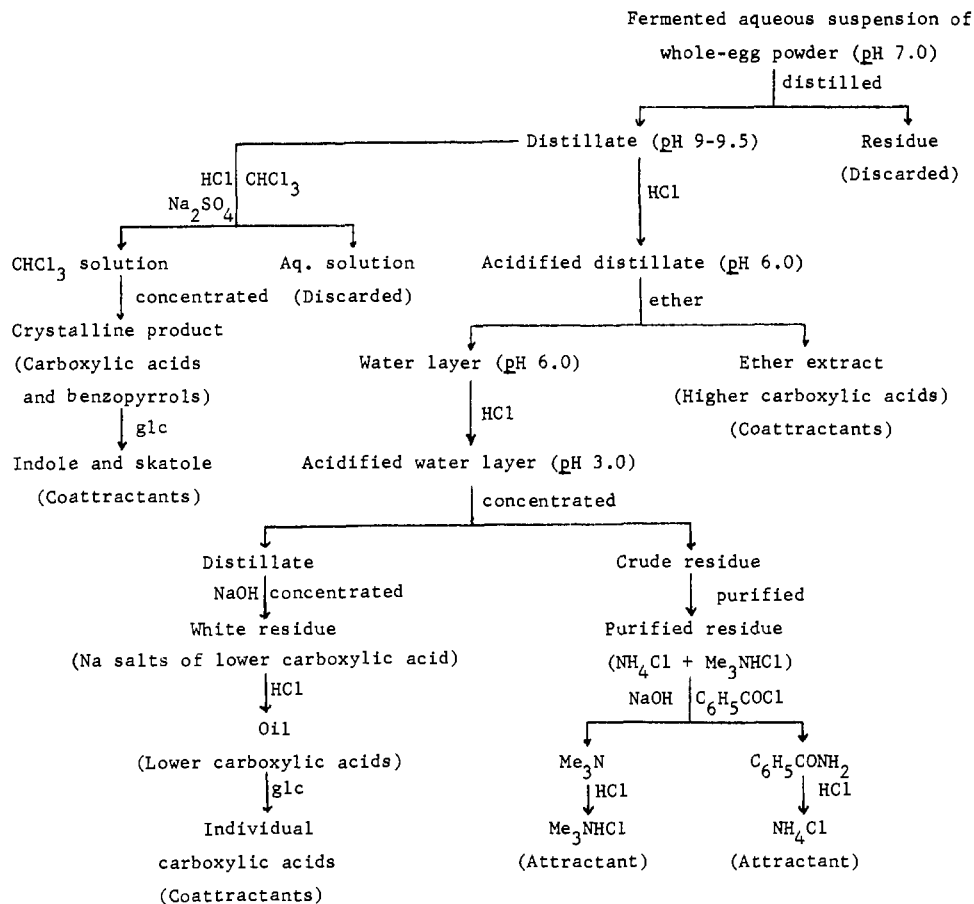 Fermented aqueous suspension of
whole-egg powder (pH 7.0)
distilled
Distillate (pH 9-9.5)
Residue
(Discarded)
HCl CHCl3
Na2SO4
HCl
CHCl3 solution
Aq. solution
(Discarded)
Acidified distillate (pH 6.0)
concentrated
ether
Crystalline product
(Carboxylic acids
and benzopyrrols)
Water layer (pH 6.0)
Ether extract
(Higher carboxylic acids)
(Coattractants)
glc
HCl
Indole and skatole
(Coattractants)
Acidified water layer (pH 3.0)
concentrated
Distillate
Crude residue
NaOH concentrated
purified
White residue
(Na salts of lower carboxylic acid)
Purified residue
(NH4Cl + Me3NHCl)
HCl
NaOH C6H5COCl
Oil
(Lower carboxylic acids)
Me3N
C6H5CONH2
glc
HCl
HCl
Individual
carboxylic acids
(Coattractants)
Me3NHCl
(Attractant)
NH4Cl
(Attractant)